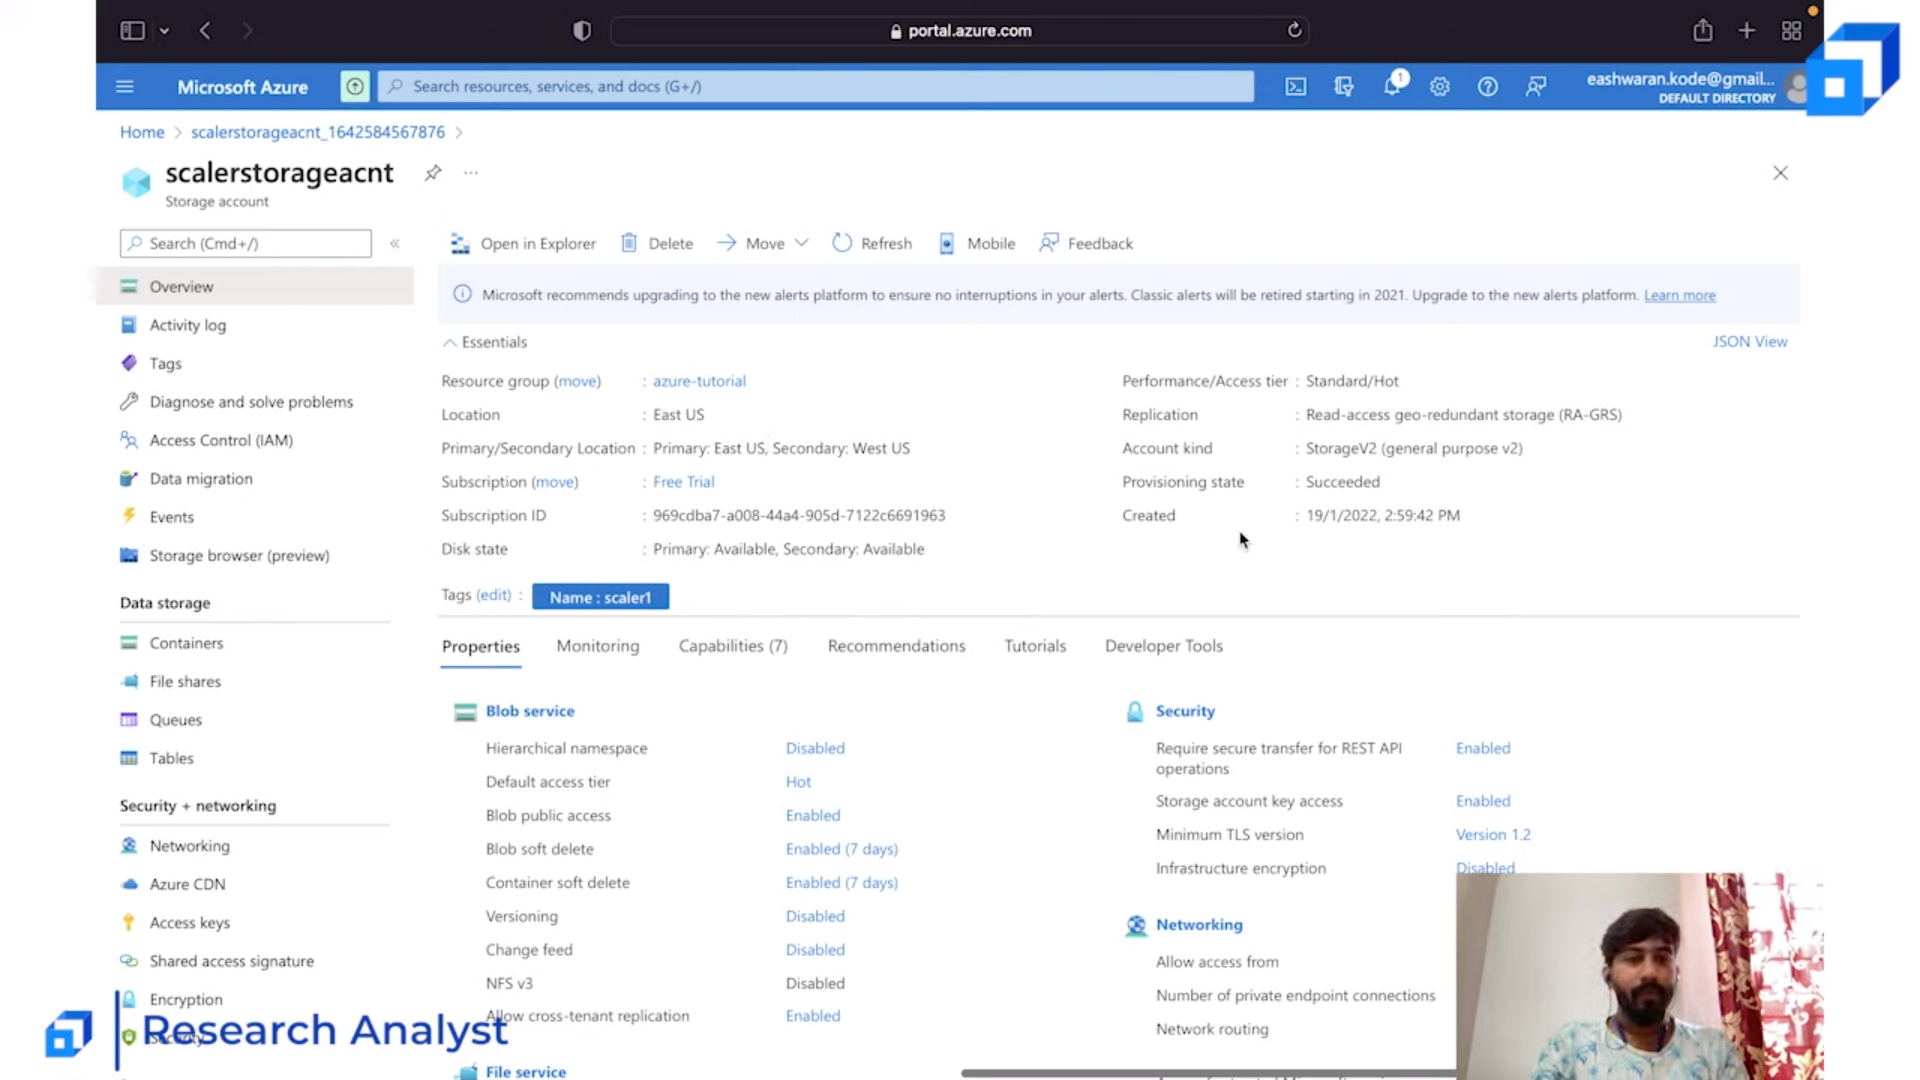 portal.azure.com
Microsoft Azure
Search resources, services, and docs (G+/)
1
eashwaran.kode@gmail...
DEFAULT DIRECTORY
Home > scalerstorageacnt_1642584567876 >
scalerstorageacnt
...
Storage account
Search (Cmd+/)
«
Open in Explorer
Delete
Move
Refresh
Mobile
Feedback
Microsoft recommends upgrading to the new alerts platform to ensure no interruptions in your alerts. Classic alerts will be retired starting in 2021. Upgrade to the new alerts platform. Learn more
Overview
Activity log
Tags
Diagnose and solve problems
Access Control (IAM)
Data migration
Events
Storage browser (preview)
Data storage
Containers
File shares
Queues
Tables
Security + networking
Networking
Azure CDN
Access keys
Shared access signature
Encryption
Essentials
JSON View
Resource group (move) : azure-tutorial
Location : East US
Primary/Secondary Location : Primary: East US, Secondary: West US
Subscription (move) : Free Trial
Subscription ID : 969cdba7-a008-44a4-905d-7122c6691963
Disk state : Primary: Available, Secondary: Available
Performance/Access tier : Standard/Hot
Replication : Read-access geo-redundant storage (RA-GRS)
Account kind : StorageV2 (general purpose v2)
Provisioning state : Succeeded
Created : 19/1/2022, 2:59:42 PM
Tags (edit) : Name : scaler1
Properties
Monitoring
Capabilities (7)
Recommendations
Tutorials
Developer Tools
Blob service
Hierarchical namespace Disabled
Default access tier Hot
Blob public access Enabled
Blob soft delete Enabled (7 days)
Container soft delete Enabled (7 days)
Versioning Disabled
Change feed Disabled
NFS v3 Disabled
Allow cross-tenant replication Enabled
File service
Security
Require secure transfer for REST API operations Enabled
Storage account key access Enabled
Minimum TLS version Version 1.2
Infrastructure encryption Disabled
Networking
Allow access from
Number of private endpoint connections
Network routing
Research Analyst